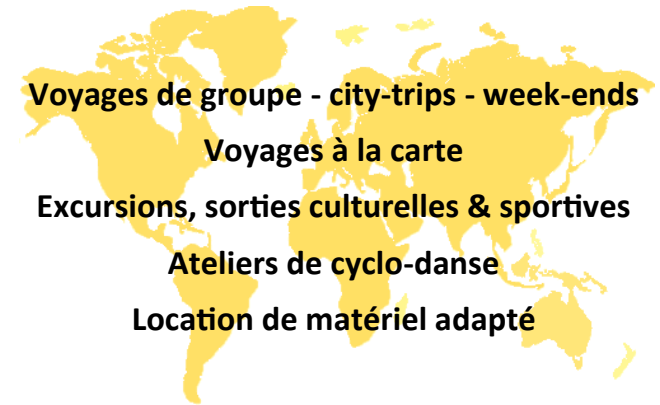 Voyages de groupe - city-trips - week-ends
Voyages à la carte
Excursions, sorties culturelles & sportives
Ateliers de cyclo-danse
Location de matériel adapté